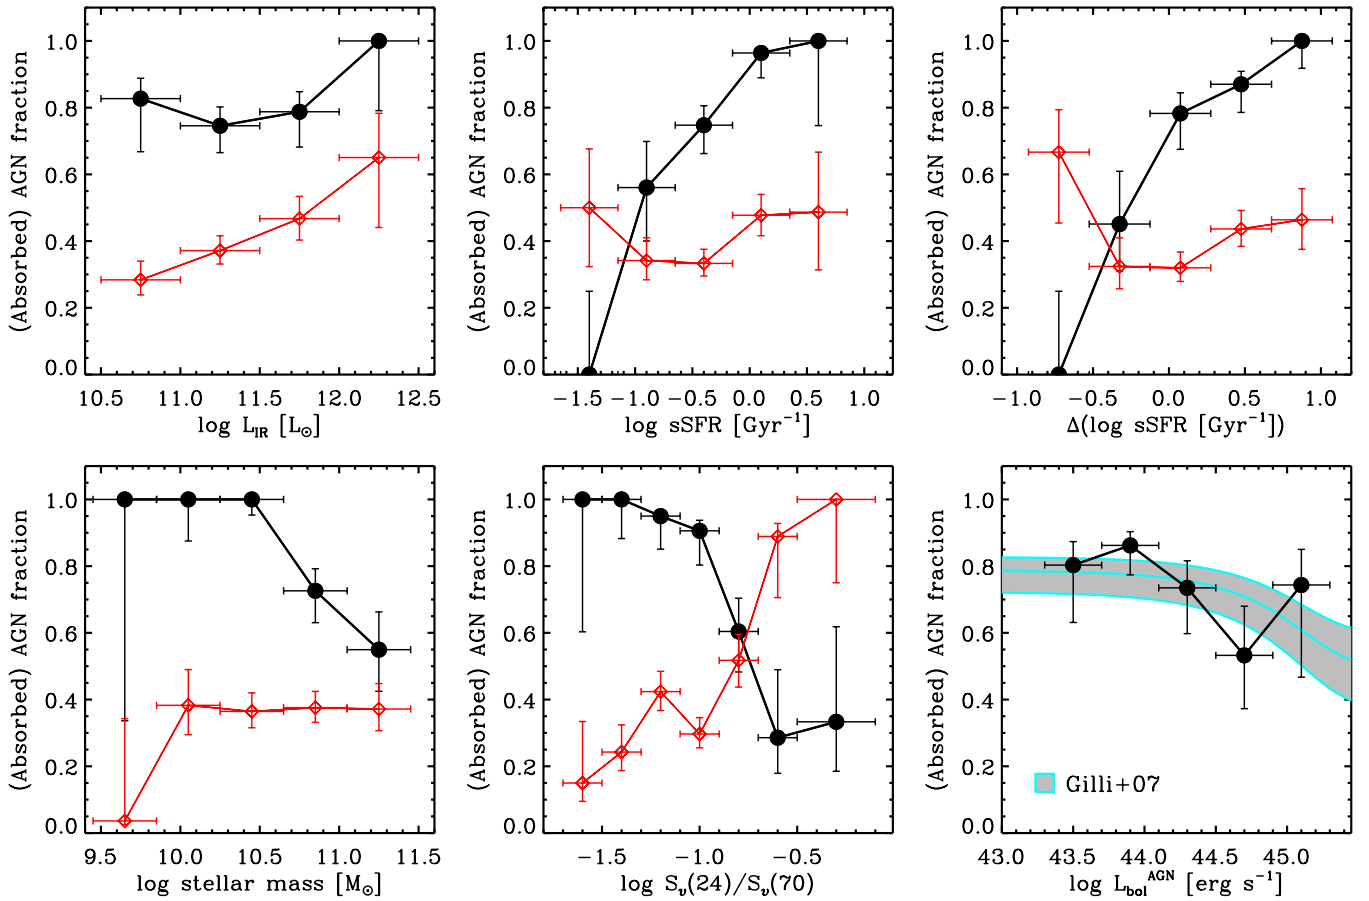 (Absorbed) AGN fraction
1.0
0.8
0.6
0.4
0.2
0.0
10.5 11.0 11.5 12.0 12.5
log L_IR [L_⊙]
(Absorbed) AGN fraction
1.0
0.8
0.6
0.4
0.2
0.0
−1.5 −1.0 −0.5 0.0 0.5 1.0
log sSFR [Gyr⁻¹]
(Absorbed) AGN fraction
1.0
0.8
0.6
0.4
0.2
0.0
−1.0 −0.5 0.0 0.5 1.0
Δ(log sSFR [Gyr⁻¹])
(Absorbed) AGN fraction
1.0
0.8
0.6
0.4
0.2
0.0
9.5 10.0 10.5 11.0 11.5
log stellar mass [M_⊙]
(Absorbed) AGN fraction
1.0
0.8
0.6
0.4
0.2
0.0
−1.5 −1.0 −0.5
log S_ν(24)/S_ν(70)
(Absorbed) AGN fraction
1.0
0.8
0.6
0.4
0.2
0.0
Gilli+07
43.0 43.5 44.0 44.5 45.0
log L_bol^AGN [erg s⁻¹]